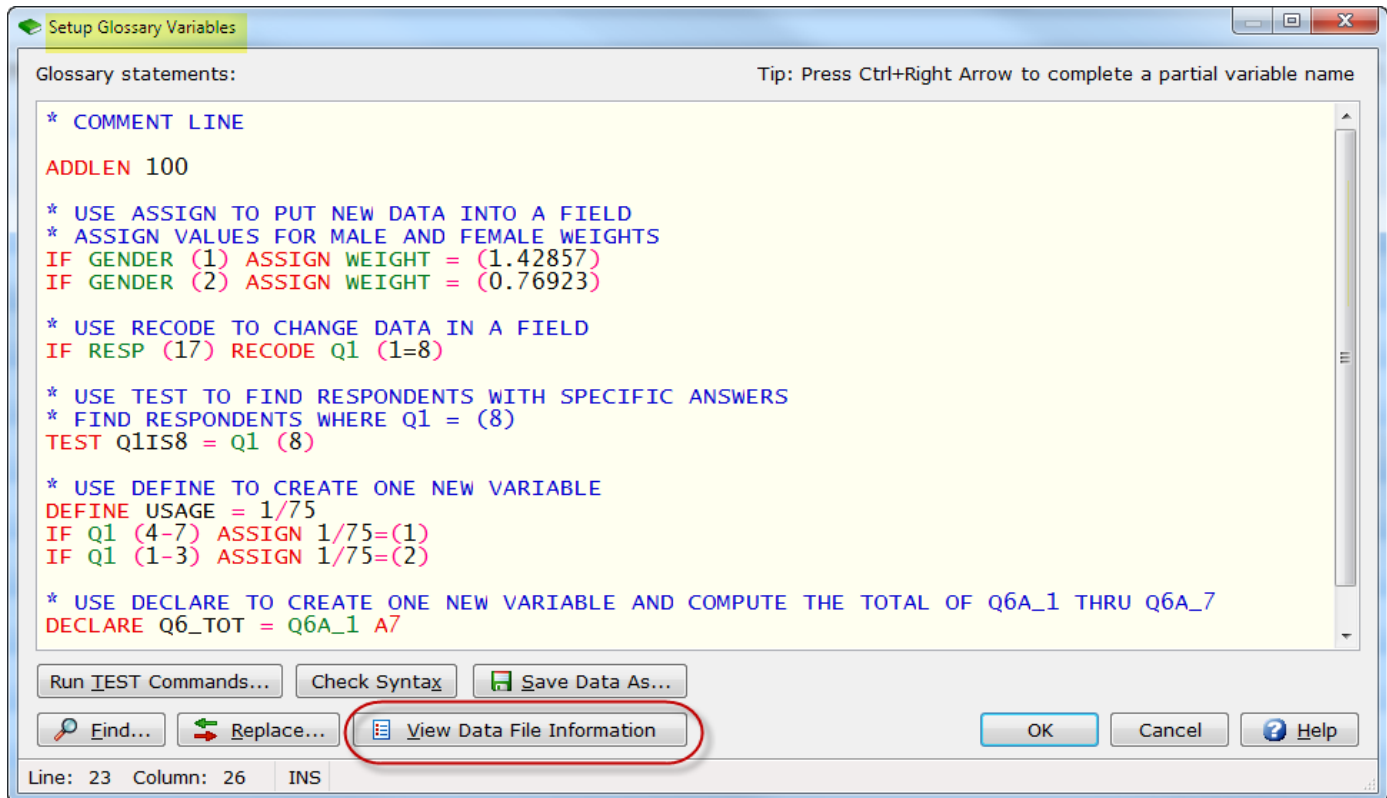 Setup Glossary Variables
Glossary statements:
Tip: Press Ctrl+Right Arrow to complete a partial variable name
* COMMENT LINE
ADDLEN 100
* USE ASSIGN TO PUT NEW DATA INTO A FIELD
* ASSIGN VALUES FOR MALE AND FEMALE WEIGHTS
IF GENDER (1) ASSIGN WEIGHT = (1.42857)
IF GENDER (2) ASSIGN WEIGHT = (0.76923)
* USE RECODE TO CHANGE DATA IN A FIELD
IF RESP (17) RECODE Q1 (1=8)
* USE TEST TO FIND RESPONDENTS WITH SPECIFIC ANSWERS
* FIND RESPONDENTS WHERE Q1 = (8)
TEST Q1IS8 = Q1 (8)
* USE DEFINE TO CREATE ONE NEW VARIABLE
DEFINE USAGE = 1/75
IF Q1 (4-7) ASSIGN 1/75=(1)
IF Q1 (1-3) ASSIGN 1/75=(2)
* USE DECLARE TO CREATE ONE NEW VARIABLE AND COMPUTE THE TOTAL OF Q6A_1 THRU Q6A_7
DECLARE Q6_TOT = Q6A_1 A7
Run TEST Commands... Check Syntax Save Data As...
Find... Replace... View Data File Information OK Cancel Help
Line: 23 Column: 26 INS